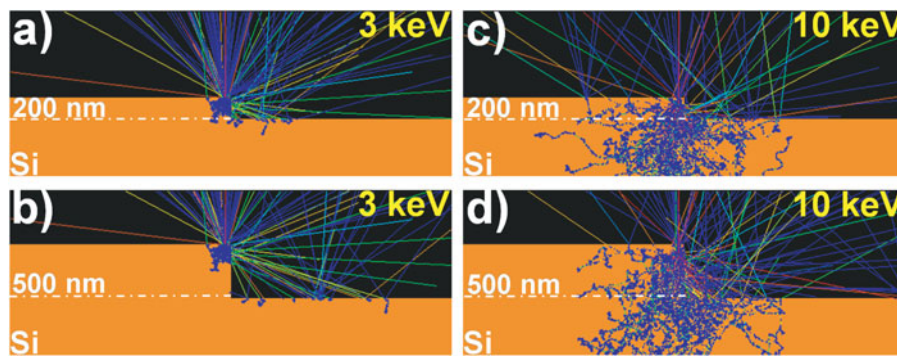 a) 3 keV
200 nm
Si
b) 3 keV
500 nm
Si
c) 10 keV
200 nm
Si
d) 10 keV
500 nm
Si